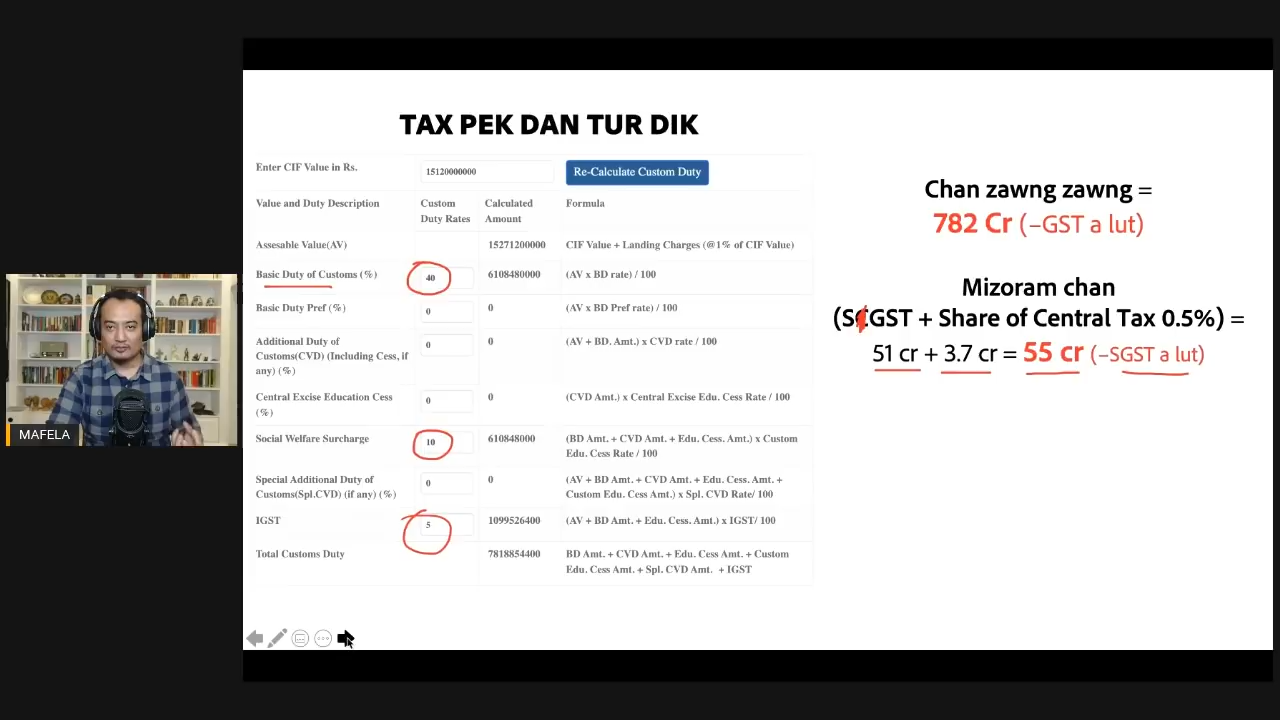 TAX PEK DAN TUR DIK
Enter CIF Value in Rs. 15120000000 Re-Calculate Custom Duty
Value and Duty Description Custom Duty Rates Calculated Amount Formula
Assesable Value(AV) 15271200000 CIF Value + Landing Charges (@1% of CIF Value)
Basic Duty of Customs (%) 40 6108480000 (AV x BD rate) / 100
Basic Duty Pref (%) 0 0 (AV x BD Pref rate) / 100
Additional Duty of Customs(CVD) (Including Cess, if any) (%) 0 0 (AV + BD. Amt.) x CVD rate / 100
Central Excise Education Cess (%) 0 0 (CVD Amt.) x Central Excise Edu. Cess Rate / 100
Social Welfare Surcharge 10 610848000 (BD Amt. + CVD Amt. + Edu. Cess. Amt.) x Custom Edu. Cess Rate / 100
Special Additional Duty of Customs(Spl.CVD) (if any) (%) 0 0 (AV + BD Amt. + CVD Amt. + Edu. Cess. Amt. + Custom Edu. Cess Amt.) x Spl. CVD Rate/ 100
IGST 5 1099526400 (AV + BD Amt. + Edu. Cess. Amt.) x IGST/ 100
Total Customs Duty 7818854400 BD Amt. + CVD Amt. + Edu. Cess Amt. + Custom Edu. Cess Amt. + Spl. CVD Amt. + IGST
Chan zawng zawng =
782 Cr (–GST a lut)
Mizoram chan
(SGST + Share of Central Tax 0.5%) =
51 cr + 3.7 cr = 55 cr (–SGST a lut)
MAFELA